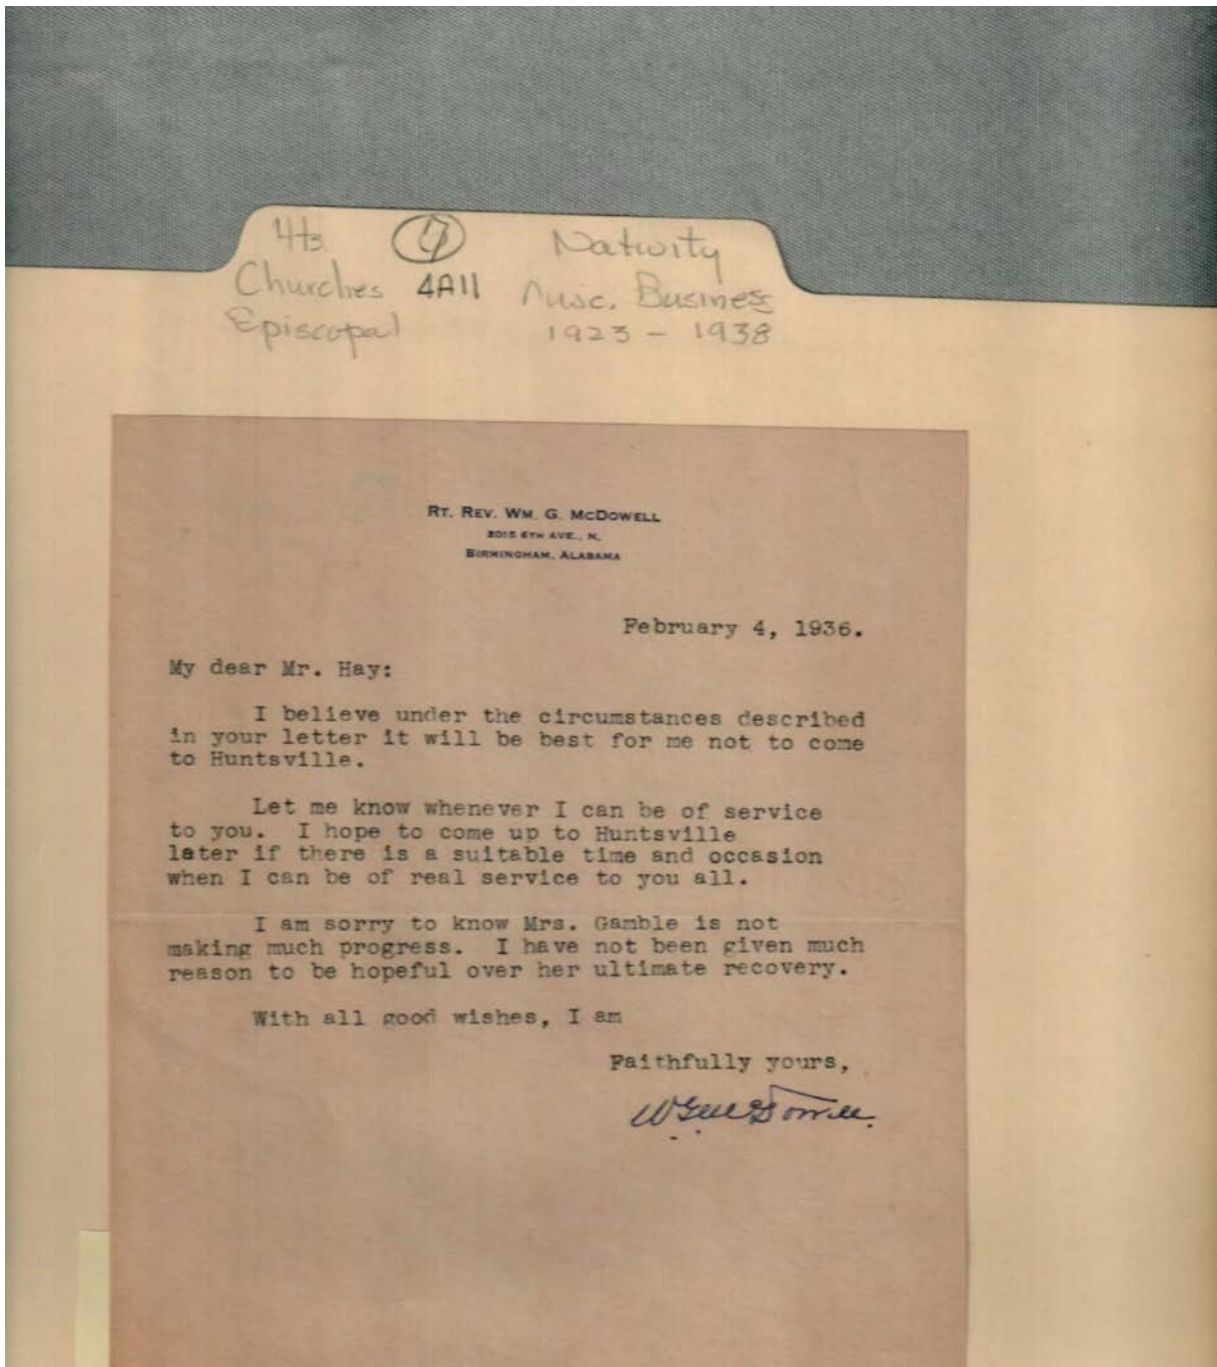 Hts. 7 Nativity
Churches 4A11 Misc. Business
Episcopal 1923 - 1938
RT. REV. WM. G. MCDOWELL
2015 6TH AVE., N.
BIRMINGHAM, ALABAMA
February 4, 1936.
My dear Mr. Hay:
I believe under the circumstances described
in your letter it will be best for me not to come
to Huntsville.
Let me know whenever I can be of service
to you. I hope to come up to Huntsville
later if there is a suitable time and occasion
when I can be of real service to you all.
I am sorry to know Mrs. Gamble is not
making much progress. I have not been given much
reason to be hopeful over her ultimate recovery.
With all good wishes, I am
Faithfully yours,
WGMcDowell.